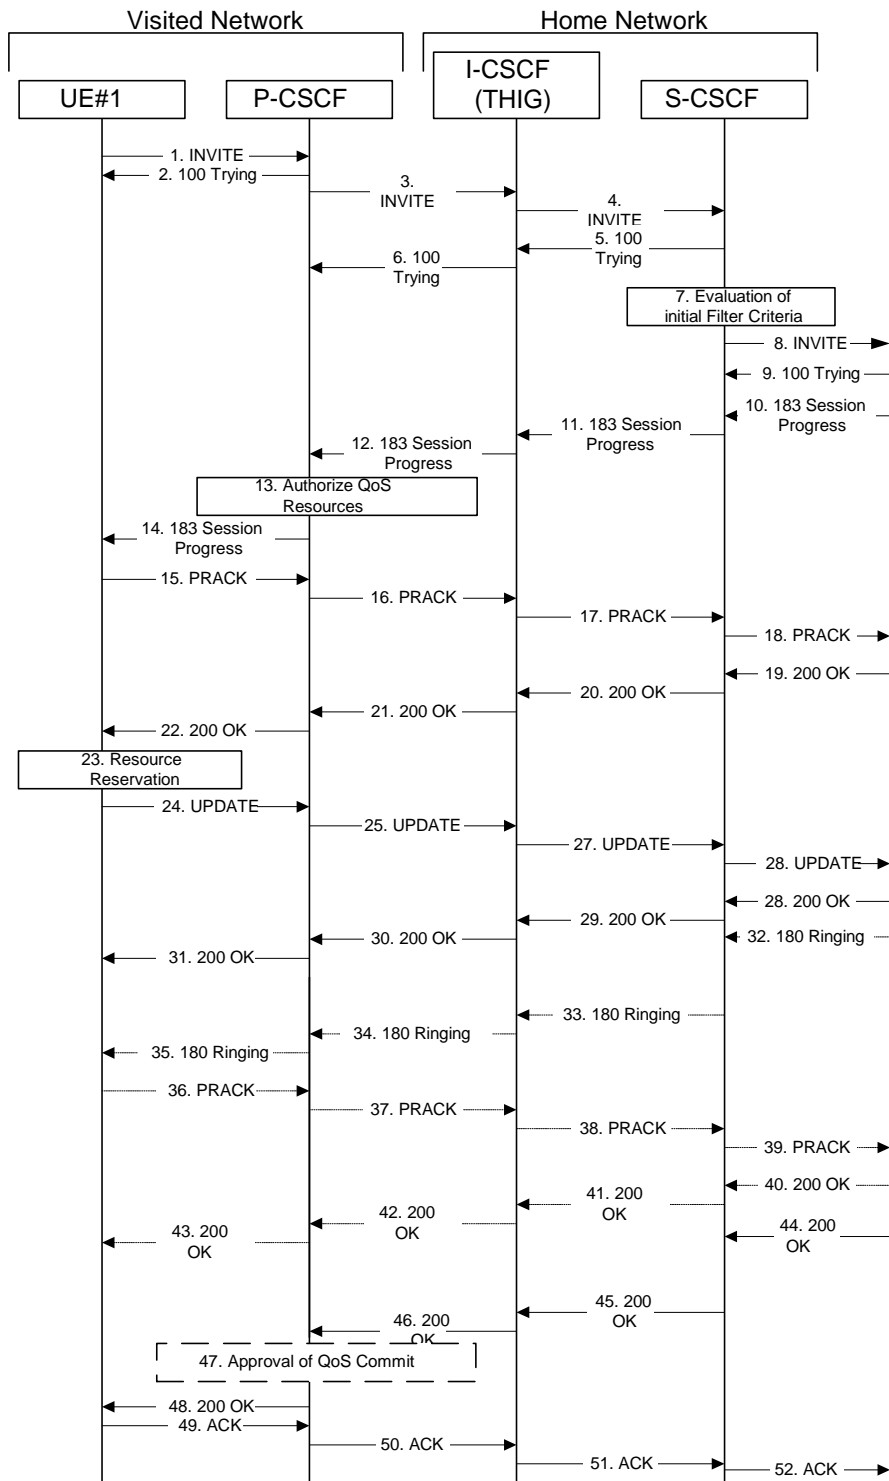 Visited Network
Home Network
UE#1
P-CSCF
I-CSCF
(THIG)
S-CSCF
1. INVITE
2. 100 Trying
3.
INVITE
4.
INVITE
5. 100
Trying
6. 100
Trying
7. Evaluation of
initial Filter Criteria
8. INVITE
9. 100 Trying
10. 183 Session
Progress
11. 183 Session
Progress
12. 183 Session
Progress
13. Authorize QoS
Resources
14. 183 Session
Progress
15. PRACK
16. PRACK
17. PRACK
18. PRACK
19. 200 OK
20. 200 OK
21. 200 OK
22. 200 OK
23. Resource
Reservation
24. UPDATE
25. UPDATE
27. UPDATE
28. UPDATE
28. 200 OK
29. 200 OK
30. 200 OK
32. 180 Ringing
31. 200 OK
33. 180 Ringing
34. 180 Ringing
35. 180 Ringing
36. PRACK
37. PRACK
38. PRACK
39. PRACK
40. 200 OK
41. 200
OK
42. 200
OK
43. 200
OK
44. 200
OK
45. 200
OK
46. 200
OK
47. Approval of QoS Commit
48. 200 OK
49. ACK
50. ACK
51. ACK
52. ACK